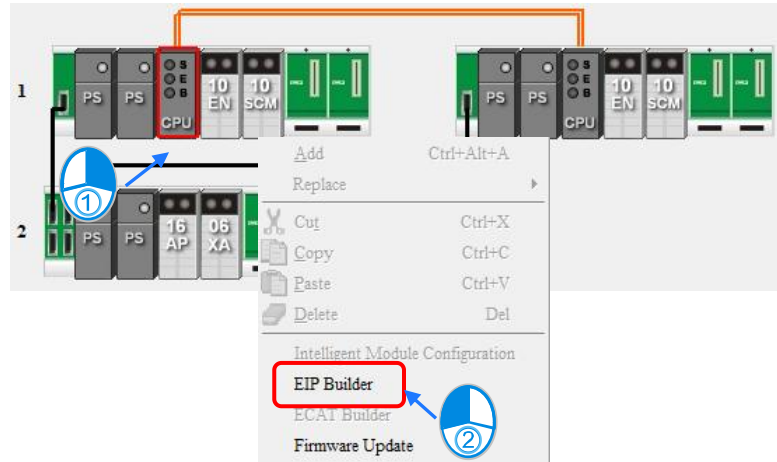 1
PS PS S E B CPU 10 EN 10 SCM
PS PS S E B CPU 10 EN 10 SCM
①
Add Ctrl+Alt+A
Replace
2
PS PS 16 AP 06 XA
Cut Ctrl+X
Copy Ctrl+C
Paste Ctrl+V
Delete Del
Intelligent Module Configuration
EIP Builder
ECAT Builder
②
Firmware Update